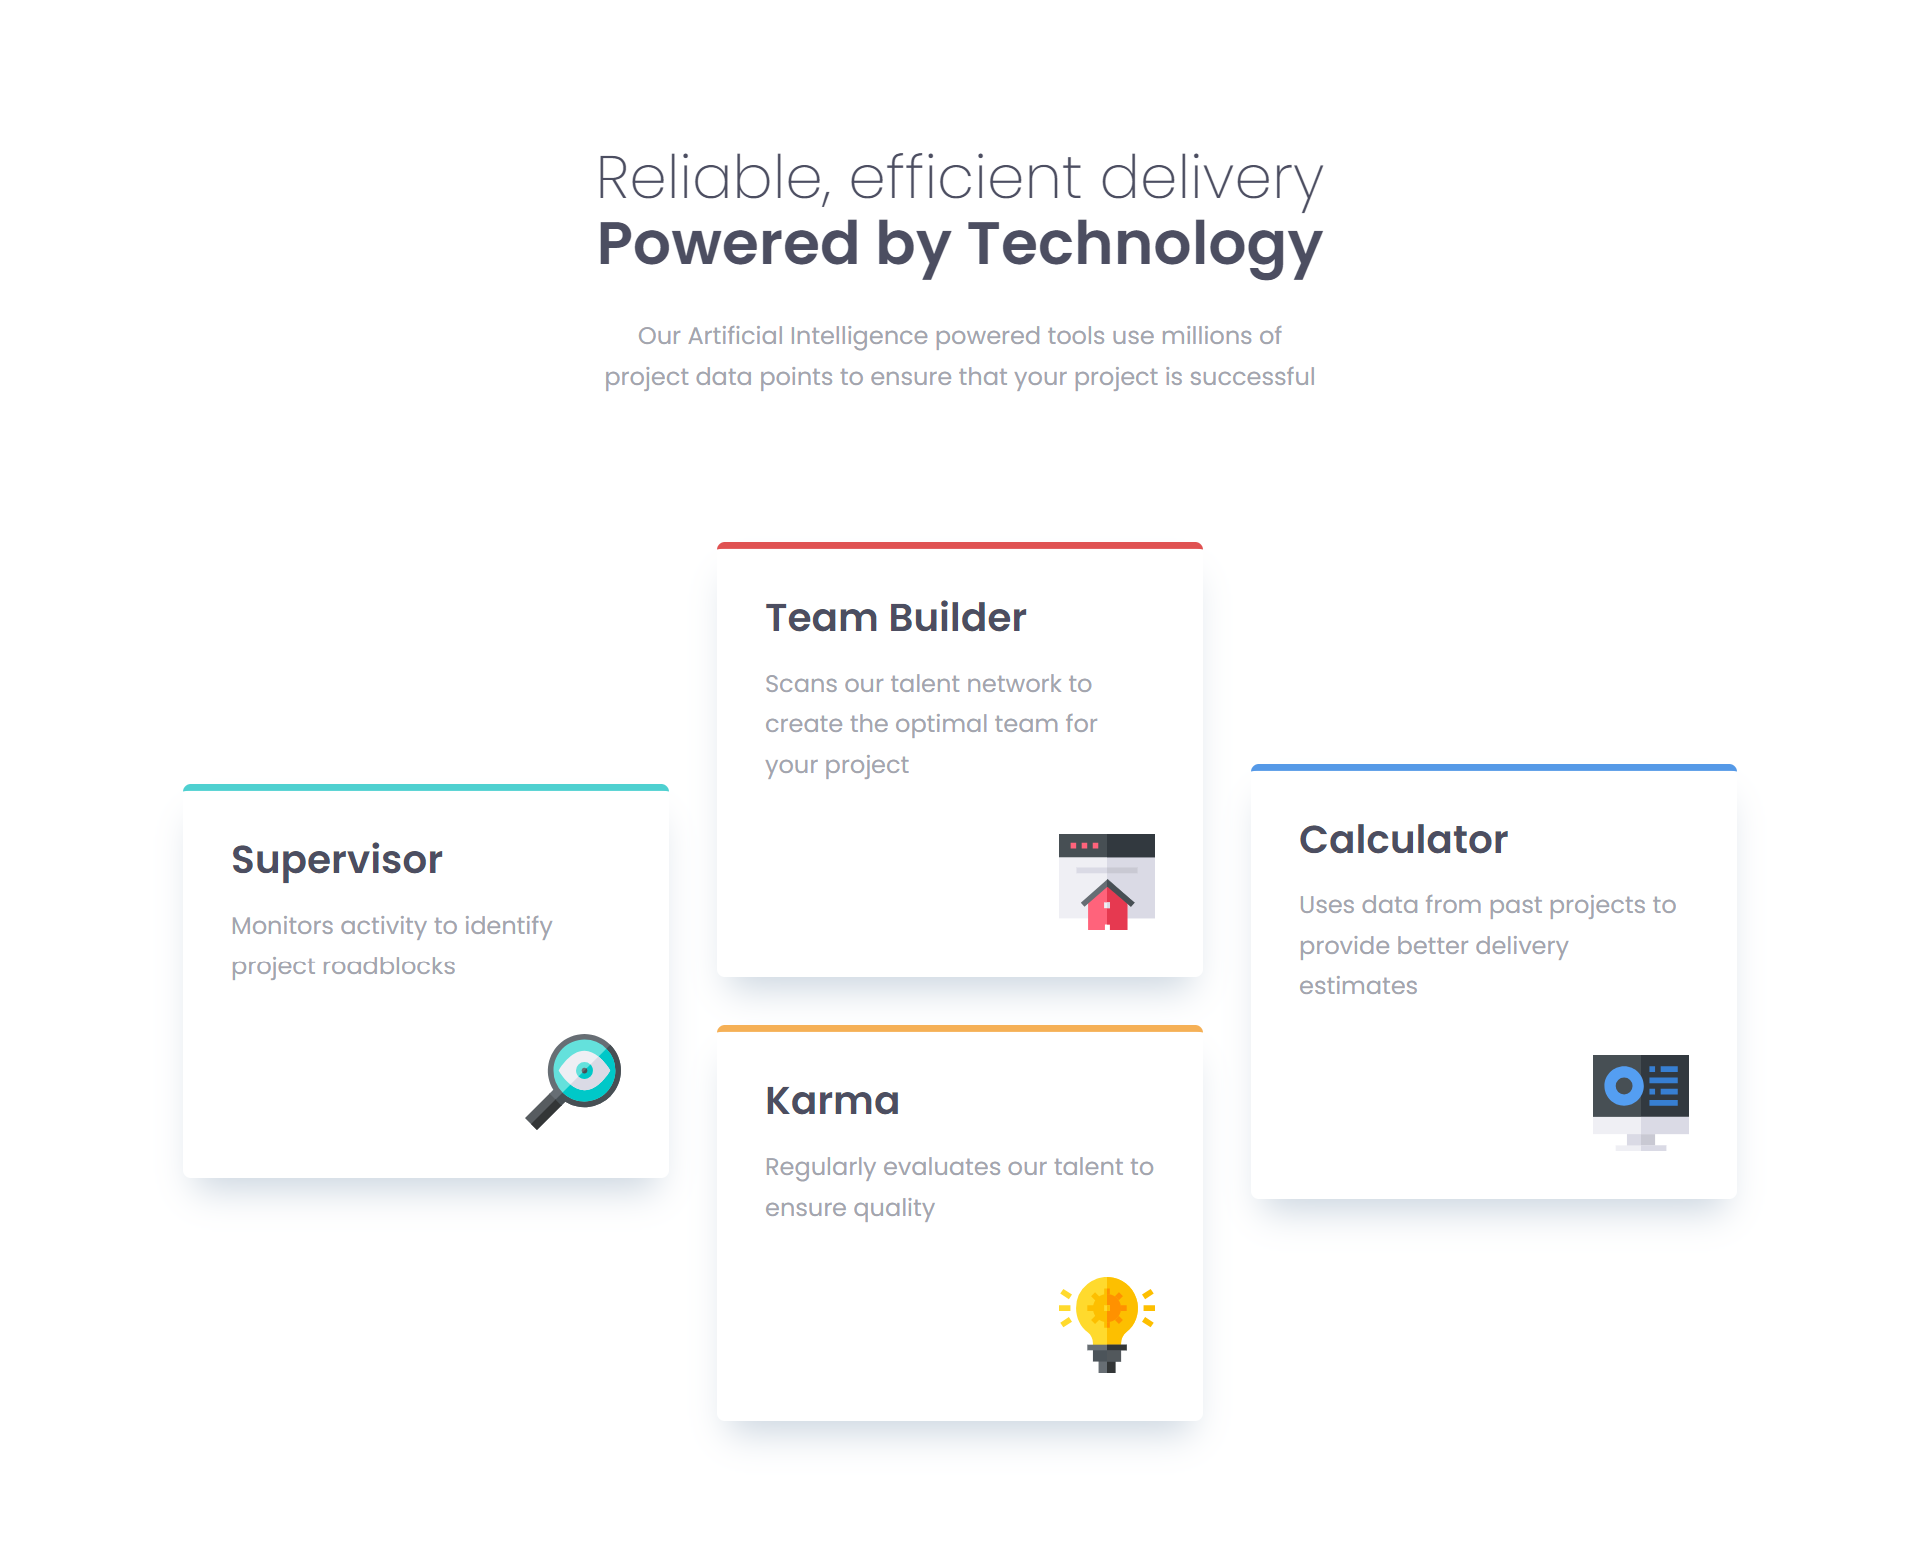 Reliable, efficient delivery
Powered by Technology
Our Artificial Intelligence powered tools use millions of
project data points to ensure that your project is successful
Supervisor
Monitors activity to identify
project roadblocks
Team Builder
Scans our talent network to
create the optimal team for
your project
Karma
Regularly evaluates our talent to
ensure quality
Calculator
Uses data from past projects to
provide better delivery
estimates